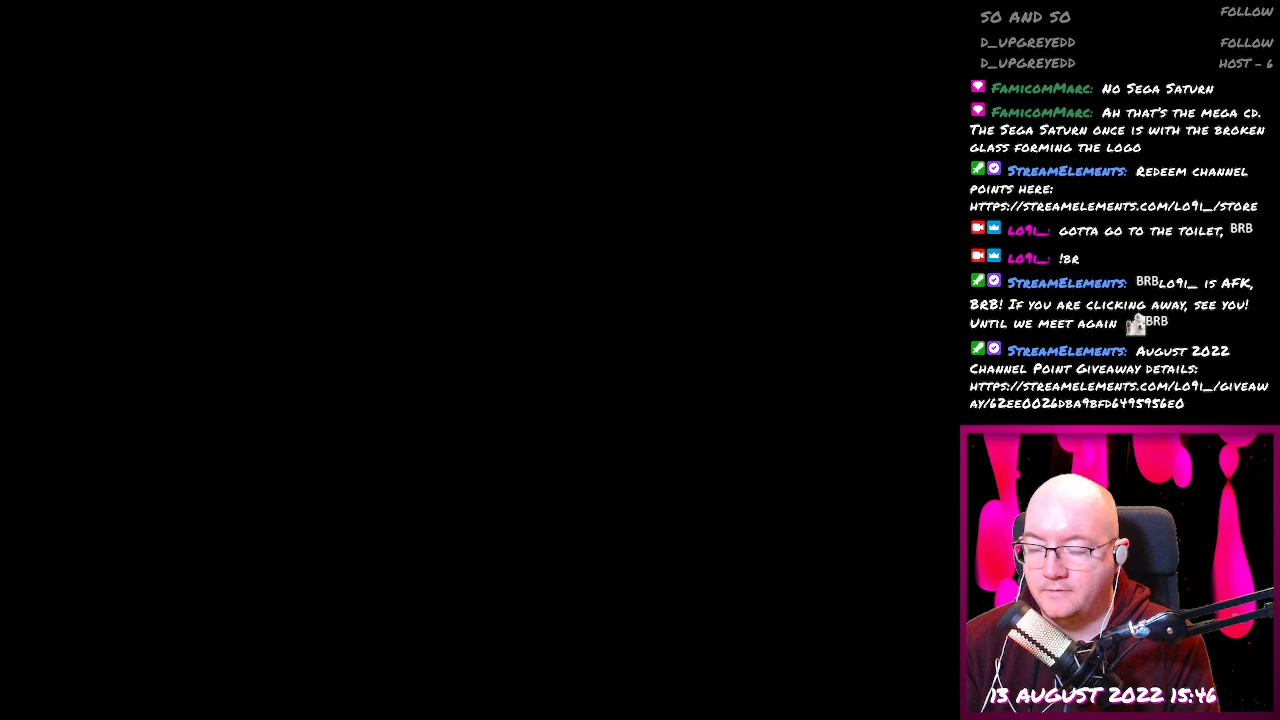 SO AND SO FOLLOW
D_UPGREYEDD FOLLOW
D_UPGREYEDD HOST - 6
FamicomMarc: No Sega Saturn
FamicomMarc: Ah that's the mega cd.
The Sega Saturn once is with the broken
glass forming the logo
StreamElements: Redeem channel
points here:
https://streamelements.com/lo9i_/store
lo9i_: gotta go to the toilet, BRB
lo9i_: !br
StreamElements: BRB lo9i_ is AFK,
BRB! If you are clicking away, see you!
Until we meet again BRB
StreamElements: August 2022
Channel Point Giveaway details:
https://streamelements.com/lo9i_/giveaw
ay/62ee0026dba9bfd6495956e0
13 AUGUST 2022 15:46